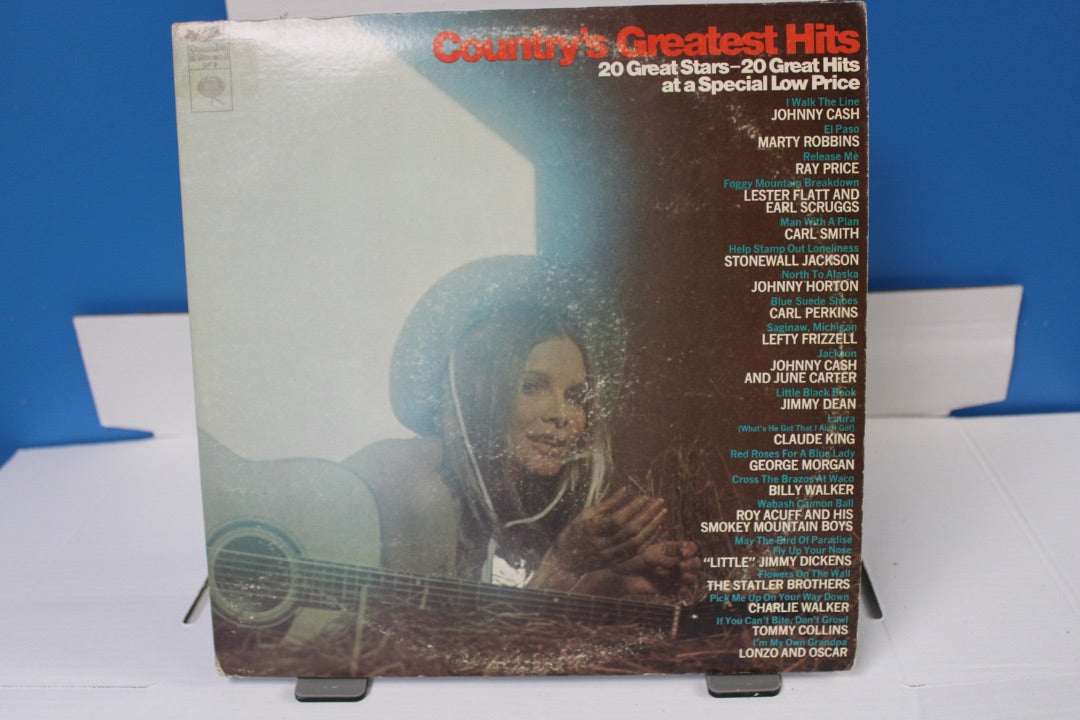 Country's Greatest Hits
20 Great Stars–20 Great Hits
at a Special Low Price
I Walk The Line
JOHNNY CASH
El Paso
MARTY ROBBINS
Release Me
RAY PRICE
Foggy Mountain Breakdown
LESTER FLATT AND
EARL SCRUGGS
Man With A Plan
CARL SMITH
Help Stamp Out Loneliness
STONEWALL JACKSON
North To Alaska
JOHNNY HORTON
Blue Suede Shoes
CARL PERKINS
Saginaw, Michigan
LEFTY FRIZZELL
Jackson
JOHNNY CASH
AND JUNE CARTER
Little Black Book
JIMMY DEAN
Laura
(What's He Got That I Ain't Got)
CLAUDE KING
Red Roses For A Blue Lady
GEORGE MORGAN
Cross The Brazos At Waco
BILLY WALKER
Wabash Cannon Ball
ROY ACUFF AND HIS
SMOKEY MOUNTAIN BOYS
May The Bird Of Paradise
Fly Up Your Nose
"LITTLE" JIMMY DICKENS
Flowers On The Wall
THE STATLER BROTHERS
Pick Me Up On Your Way Down
CHARLIE WALKER
If You Can't Bite, Don't Growl
TOMMY COLLINS
I'm My Own Grandpa
LONZO AND OSCAR